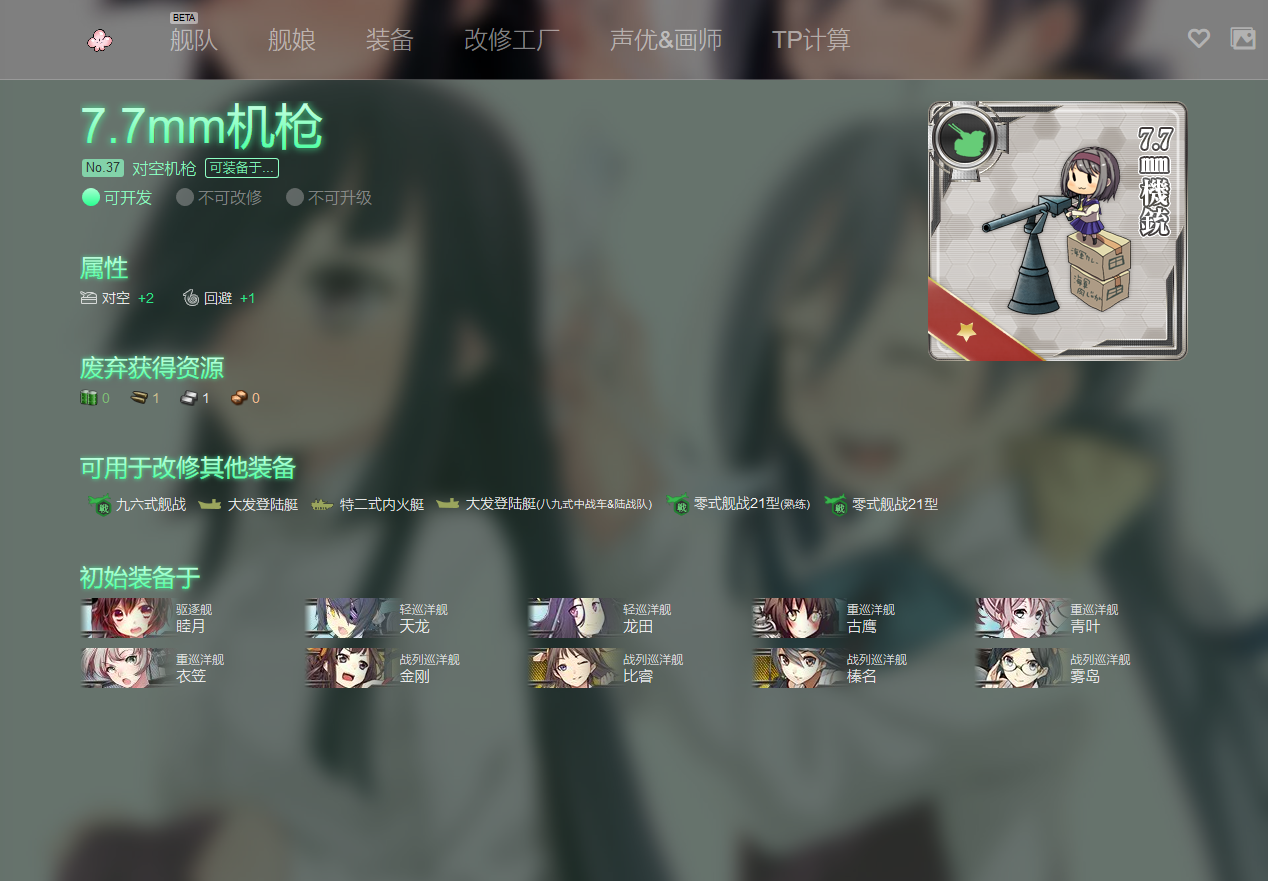 BETA
舰队 舰娘 装备 改修工厂 声优&画师 TP计算
7.7mm机枪
No.37 对空机枪 可装备于...
可开发 不可改修 不可升级
7.7
mm
機
銃
属性
对空 +2 回避 +1
废弃获得资源
0 1 1 0
可用于改修其他装备
九六式舰战 大发登陆艇 特二式内火艇 大发登陆艇(八九式中战车&陆战队) 零式舰战21型(熟练) 零式舰战21型
初始装备于
驱逐舰 轻巡洋舰 轻巡洋舰 重巡洋舰 重巡洋舰
睦月 天龙 龙田 古鹰 青叶
重巡洋舰 战列巡洋舰 战列巡洋舰 战列巡洋舰 战列巡洋舰
衣笠 金刚 比睿 榛名 雾岛